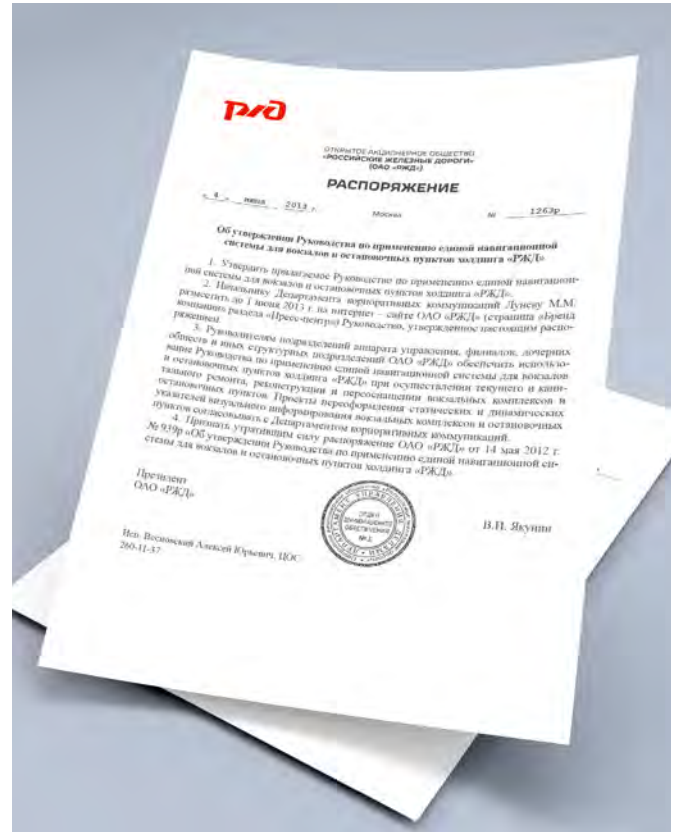 ржд
ОТКРЫТОЕ АКЦИОНЕРНОЕ ОБЩЕСТВО
«РОССИЙСКИЕ ЖЕЛЕЗНЫЕ ДОРОГИ»
(ОАО «РЖД»)
РАСПОРЯЖЕНИЕ
« 4 » июня 2013 г. Москва № 1263р
Об утверждении Руководства по применению единой навигационной
системы для вокзалов и остановочных пунктов холдинга «РЖД»
1. Утвердить прилагаемое Руководство по применению единой навигацион-
ной системы для вокзалов и остановочных пунктов холдинга «РЖД».
2. Начальнику Департамента корпоративных коммуникаций Луневу М.М.
разместить до 1 июня 2013 г. на интернет - сайте ОАО «РЖД» (страница «Бренд
компании» раздела «Пресс-центр») Руководство, утвержденное настоящим распо-
ряжением.
3. Руководителям подразделений аппарата управления, филиалов, дочерних
обществ и иных структурных подразделений ОАО «РЖД» обеспечить использо-
вание Руководства по применению единой навигационной системы для вокзалов
и остановочных пунктов холдинга «РЖД» при осуществлении текущего и капи-
тального ремонта, реконструкции и переоснащении вокзальных комплексов и
остановочных пунктов. Проекты переоформления статических и динамических
указателей визуального информирования вокзальных комплексов и остановочных
пунктов согласовывать с Департаментом корпоративных коммуникаций.
4. Признать утратившим силу распоряжение ОАО «РЖД» от 14 мая 2012 г.
№ 939р «Об утверждении Руководства по применению единой навигационной си-
стемы для вокзалов и остановочных пунктов холдинга «РЖД».
Президент
ОАО «РЖД»
В.И. Якунин
ОТДЕЛ
ОБЕСПЕЧЕНИЯ
№ 2
Исп. Весновский Алексей Юрьевич, ЦОС
260-11-37